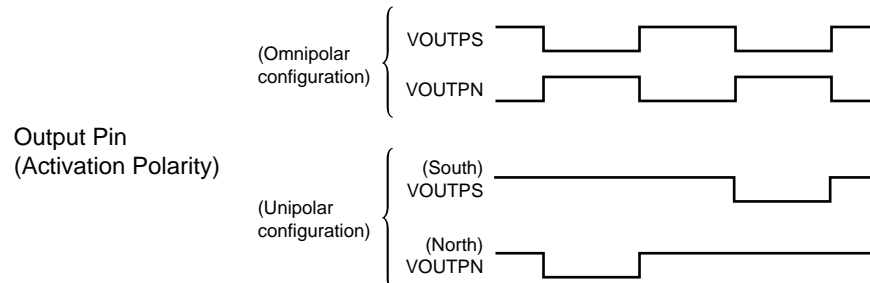 Output Pin
(Activation Polarity)
(Omnipolar
configuration)
VOUTPS
VOUTPN
(Unipolar
configuration)
(South)
VOUTPS
(North)
VOUTPN